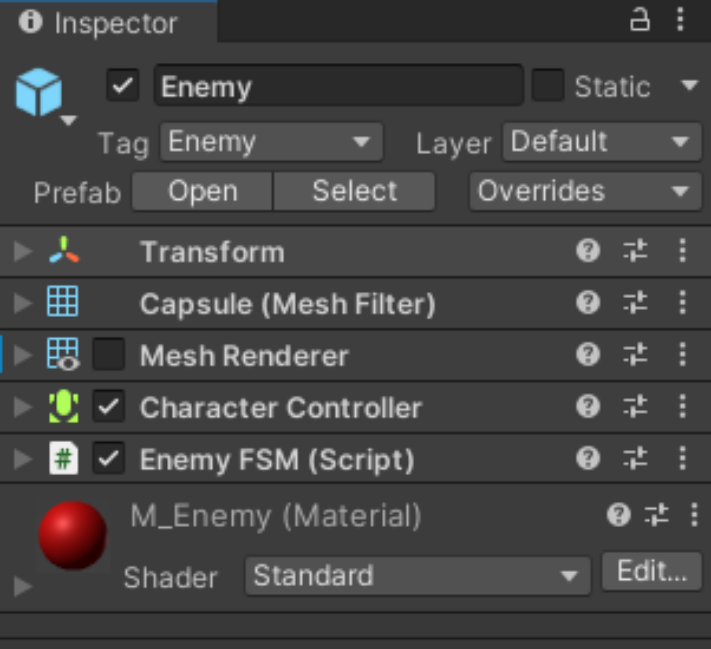 Inspector
Enemy Static
Tag Enemy Layer Default
Prefab Open Select Overrides
Transform
Capsule (Mesh Filter)
Mesh Renderer
Character Controller
# Enemy FSM (Script)
M_Enemy (Material)
Shader Standard Edit...